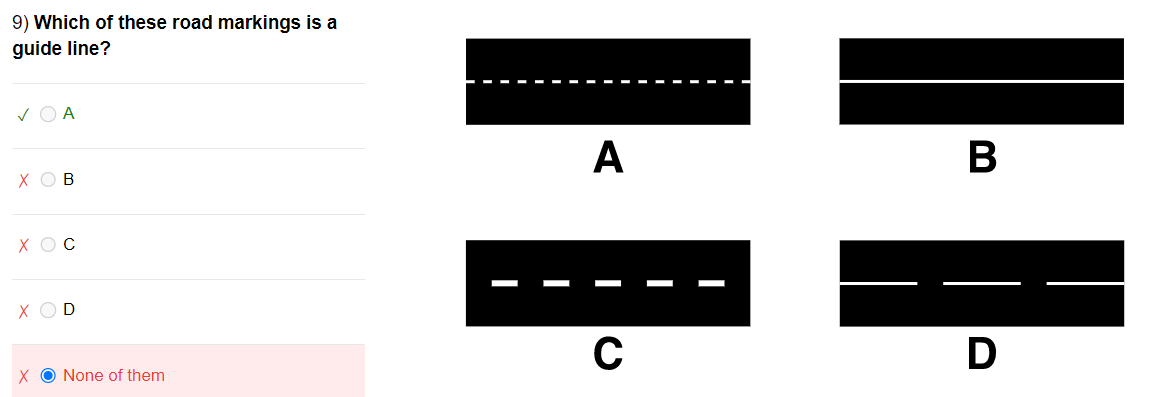 9) Which of these road markings is a
guide line?
✓ A
✗ B
✗ C
✗ D
✗ None of them
A
B
C
D